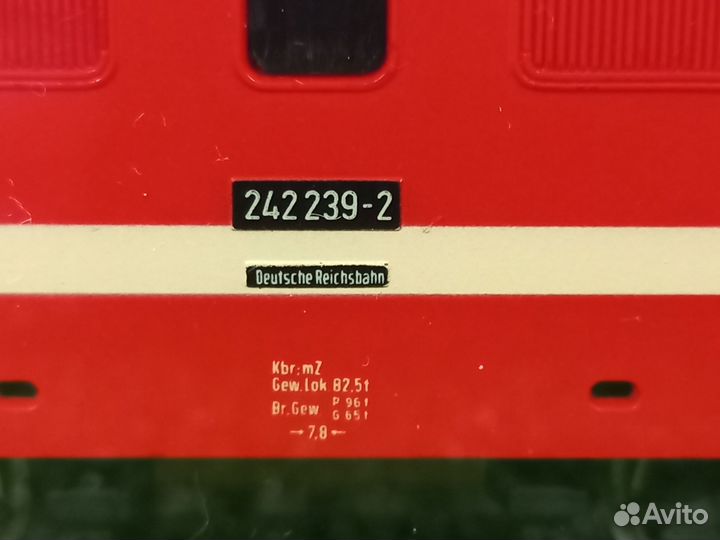 242 239-2
Deutsche Reichsbahn
Kbr:mZ
Gew.Lok 82,5t
Br.Gew P 96t
G 65t
→7,8←
Avito